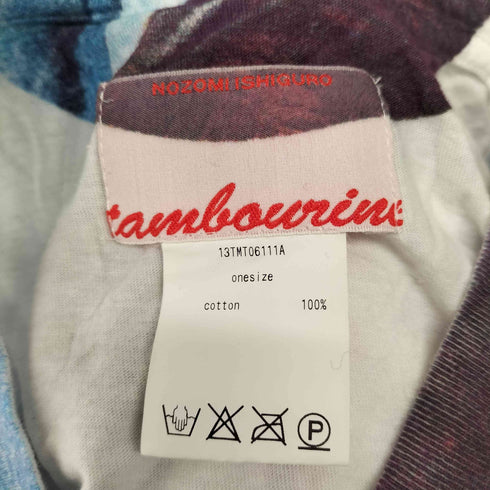 NOZOMI ISHIGURO
tambourine
13TMT06111A
onesize
cotton 100%
P